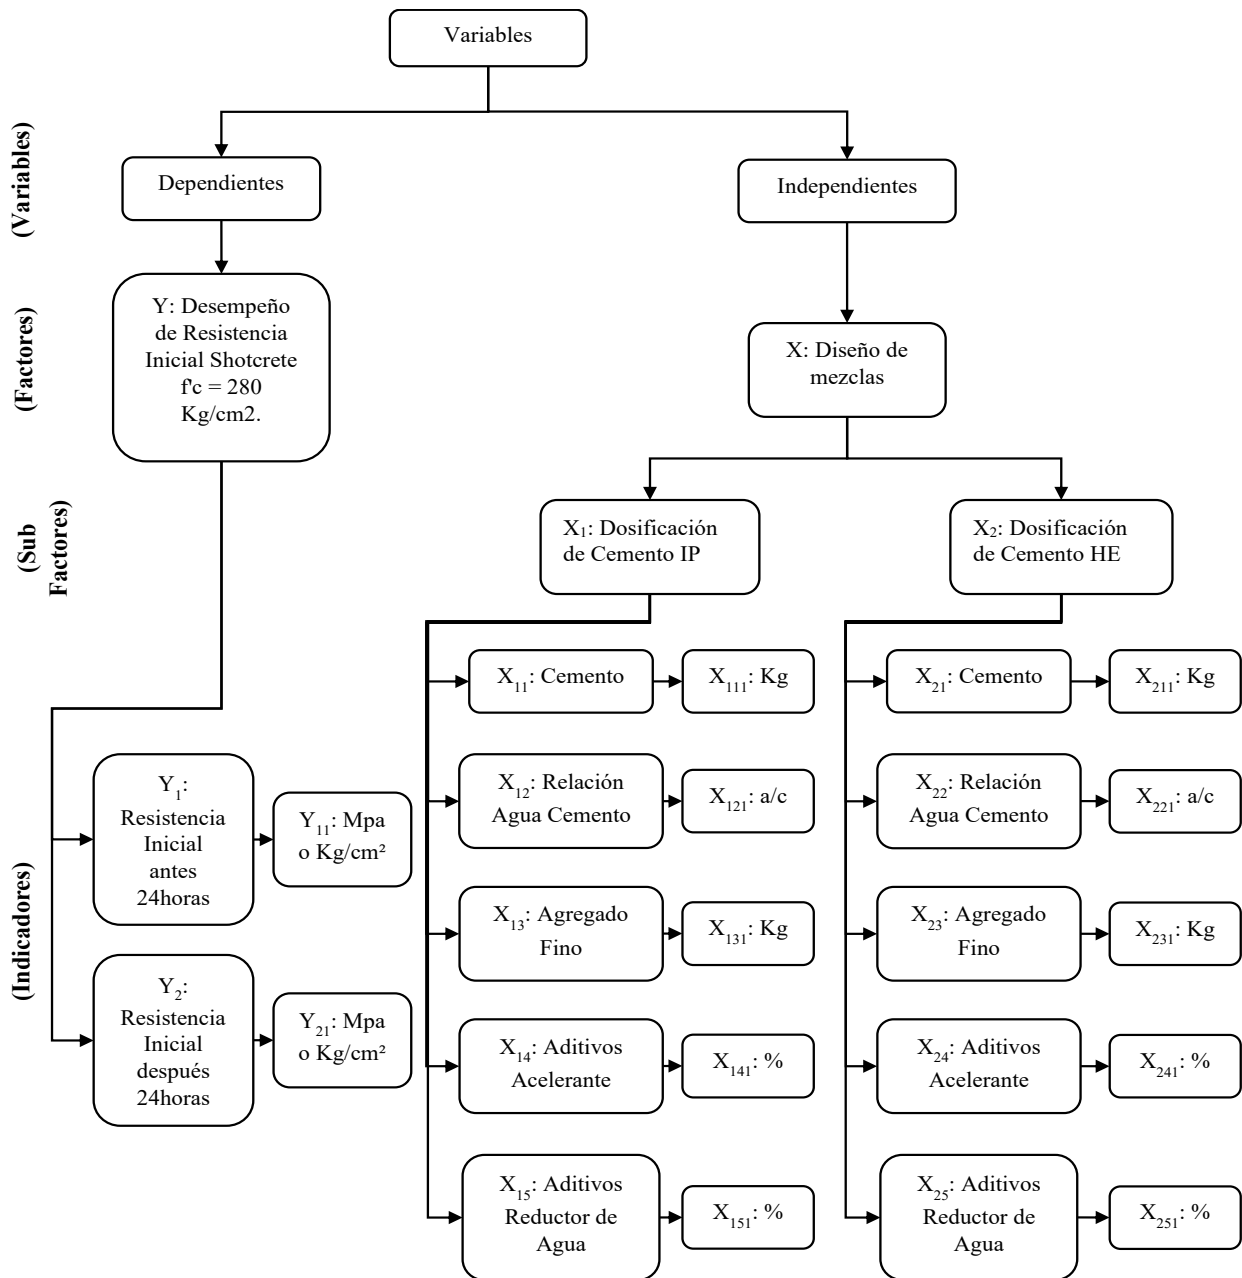 Variables
(Variables)
Dependientes
Independientes
(Factores)
Y: Desempeño
de Resistencia
Inicial Shotcrete
f'c = 280
Kg/cm2.
X: Diseño de
mezclas
(Sub
Factores)
X₁: Dosificación
de Cemento IP
X₂: Dosificación
de Cemento HE
(Indicadores)
Y₁:
Resistencia
Inicial
antes
24horas
Y₁₁: Mpa
o Kg/cm²
Y₂:
Resistencia
Inicial
después
24horas
Y₂₁: Mpa
o Kg/cm²
X₁₁: Cemento
X₁₁₁: Kg
X₁₂: Relación
Agua Cemento
X₁₂₁: a/c
X₁₃: Agregado
Fino
X₁₃₁: Kg
X₁₄: Aditivos
Acelerante
X₁₄₁: %
X₁₅: Aditivos
Reductor de
Agua
X₁₅₁: %
X₂₁: Cemento
X₂₁₁: Kg
X₂₂: Relación
Agua Cemento
X₂₂₁: a/c
X₂₃: Agregado
Fino
X₂₃₁: Kg
X₂₄: Aditivos
Acelerante
X₂₄₁: %
X₂₅: Aditivos
Reductor de
Agua
X₂₅₁: %